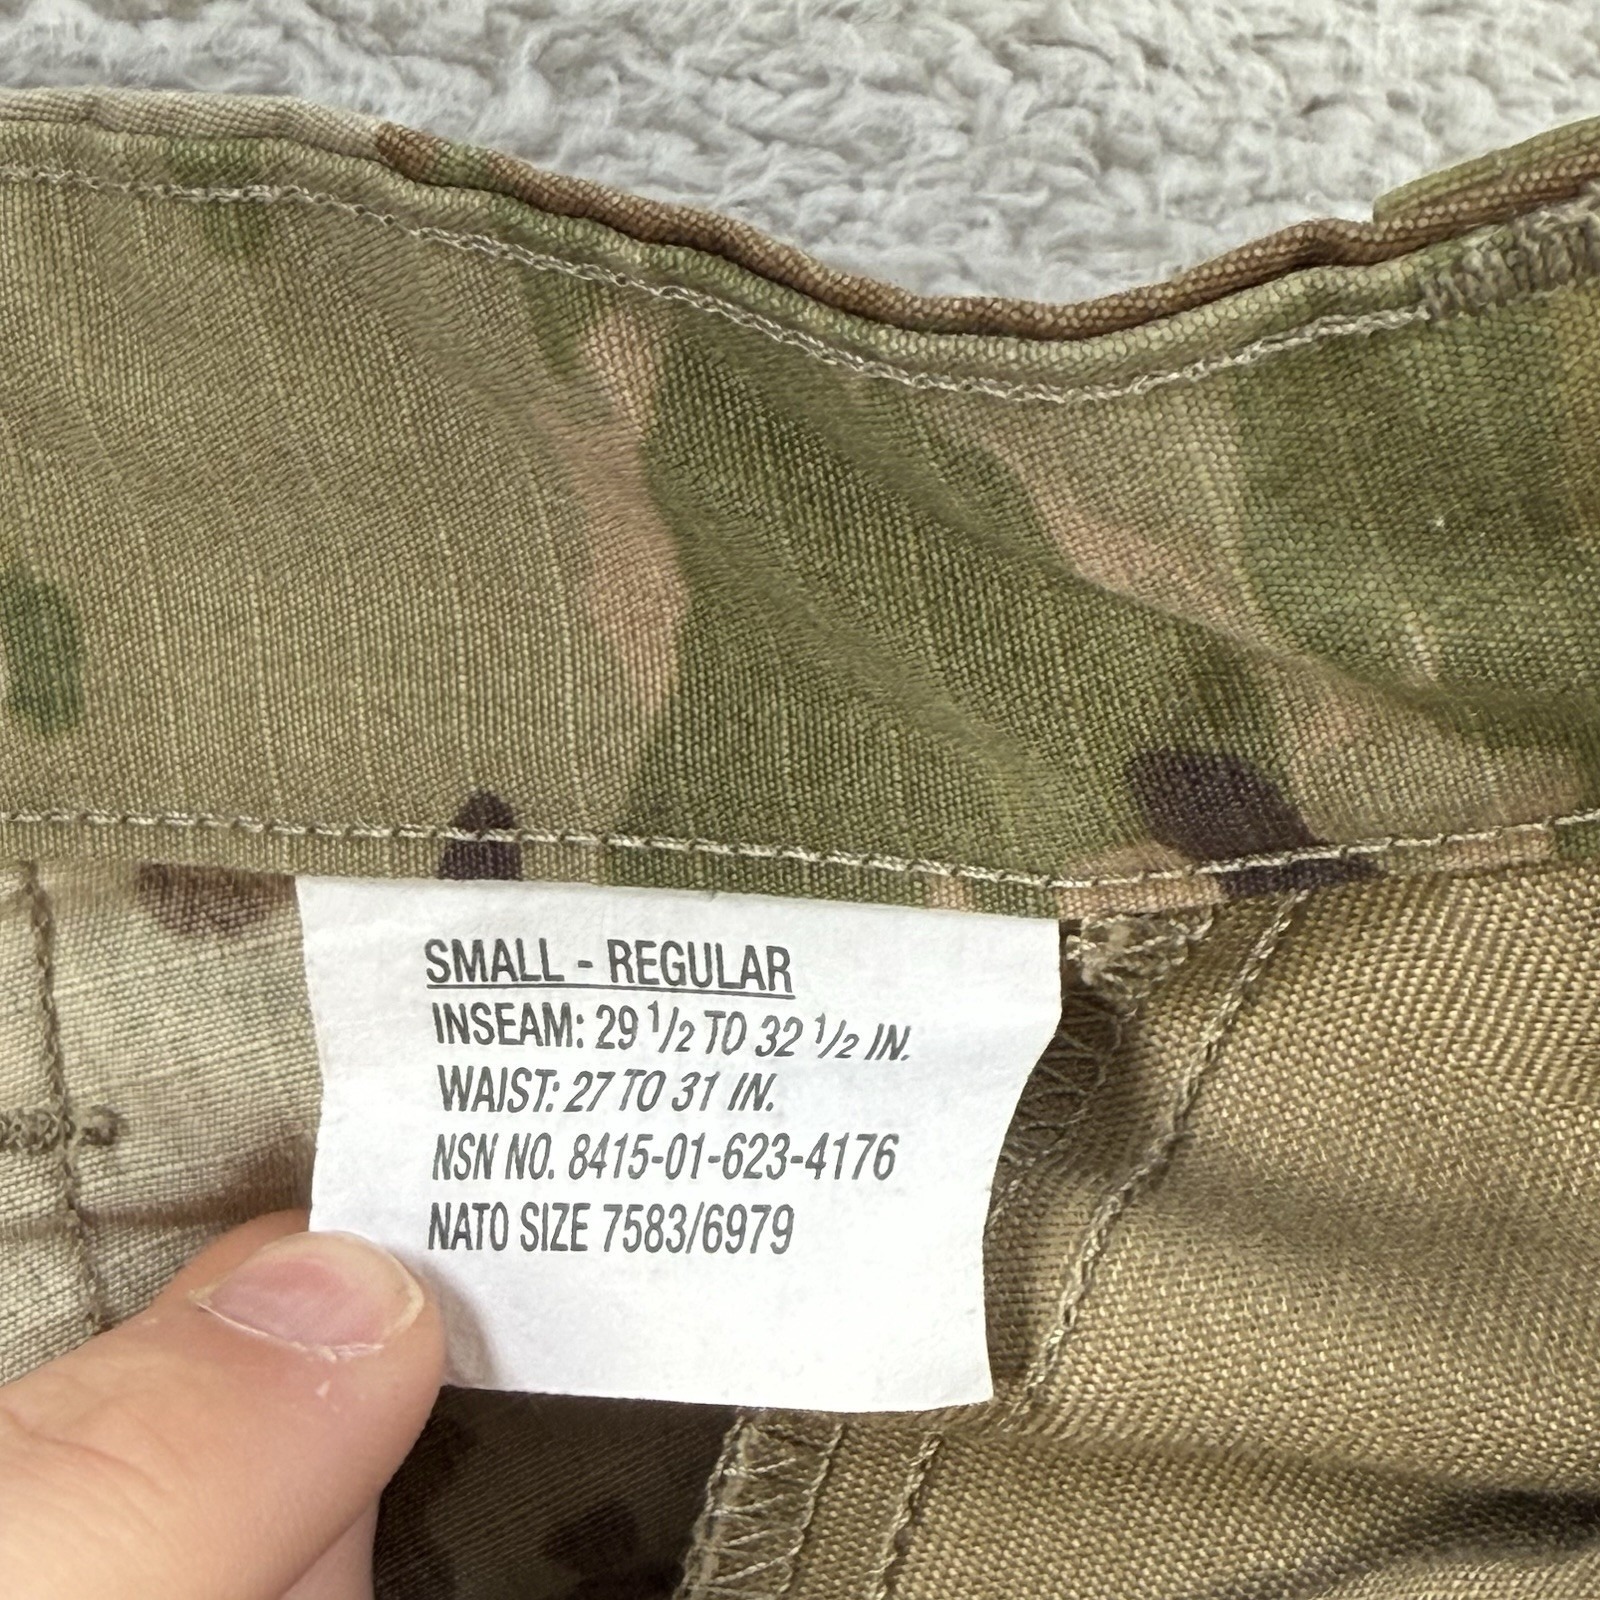 SMALL - REGULAR
INSEAM: 29 1/2 TO 32 1/2 IN.
WAIST: 27 TO 31 IN.
NSN NO. 8415-01-623-4176
NATO SIZE 7583/6979